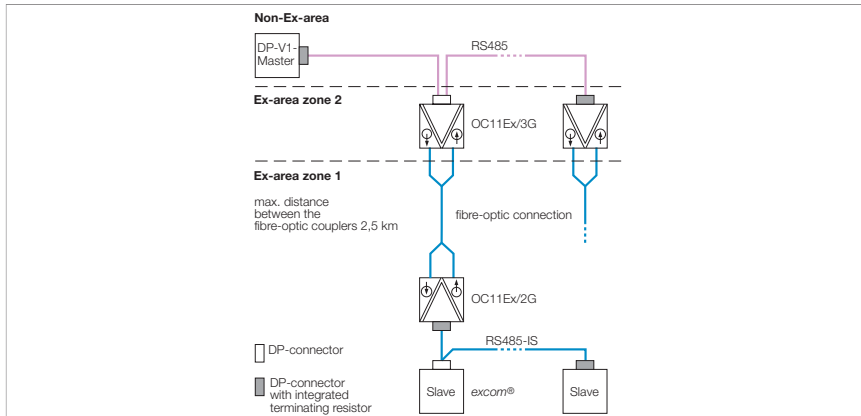 Non-Ex-area
DP-V1-
Master
RS485
Ex-area zone 2
OC11Ex/3G
Ex-area zone 1
max. distance
between the
fibre-optic couplers 2,5 km
fibre-optic connection
OC11Ex/2G
RS485-IS
DP-connector
DP-connector
with integrated
terminating resistor
Slave
excom®
Slave